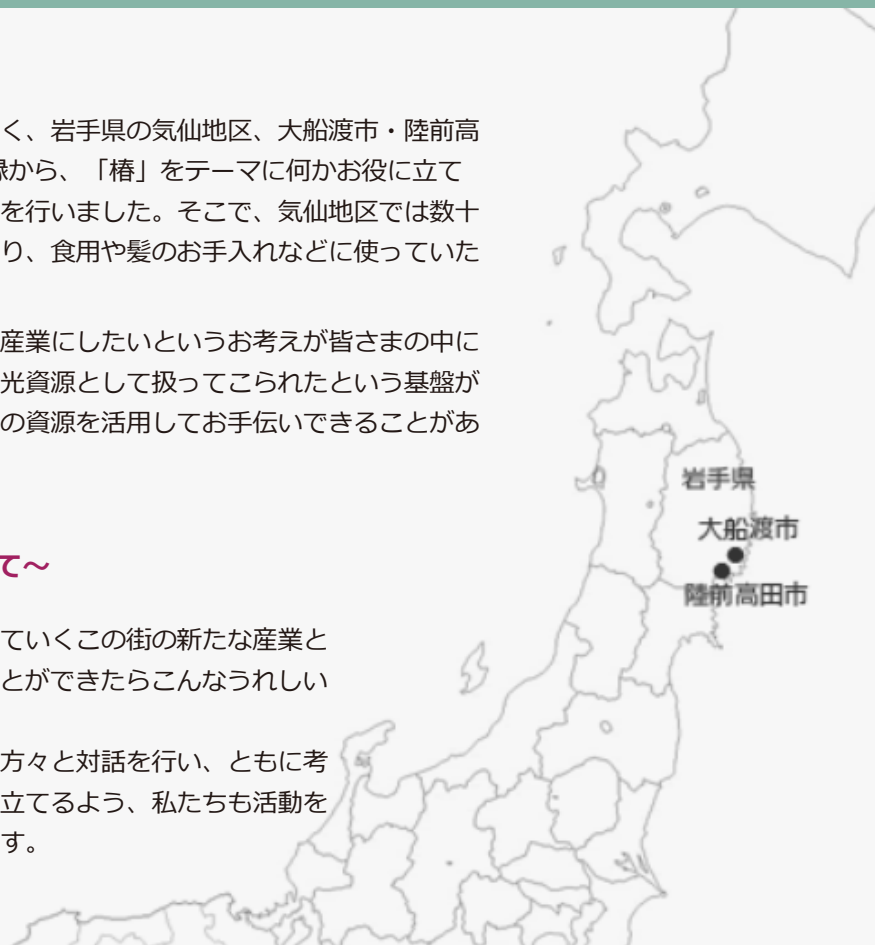 く、岩手県の気仙地区、大船渡市・陸前高
縁から、「椿」をテーマに何かお役に立て
を行いました。そこで、気仙地区では数十
り、食用や髪のお手入れなどに使っていた
産業にしたいというお考えが皆さまの中に
光資源として扱ってこられたという基盤が
の資源を活用してお手伝いできることがあ
て～
ていくこの街の新たな産業と
とができたらこんなうれしい
方々と対話を行い、ともに考
立てるよう、私たちも活動を
す。
岩手県
大船渡市
陸前高田市